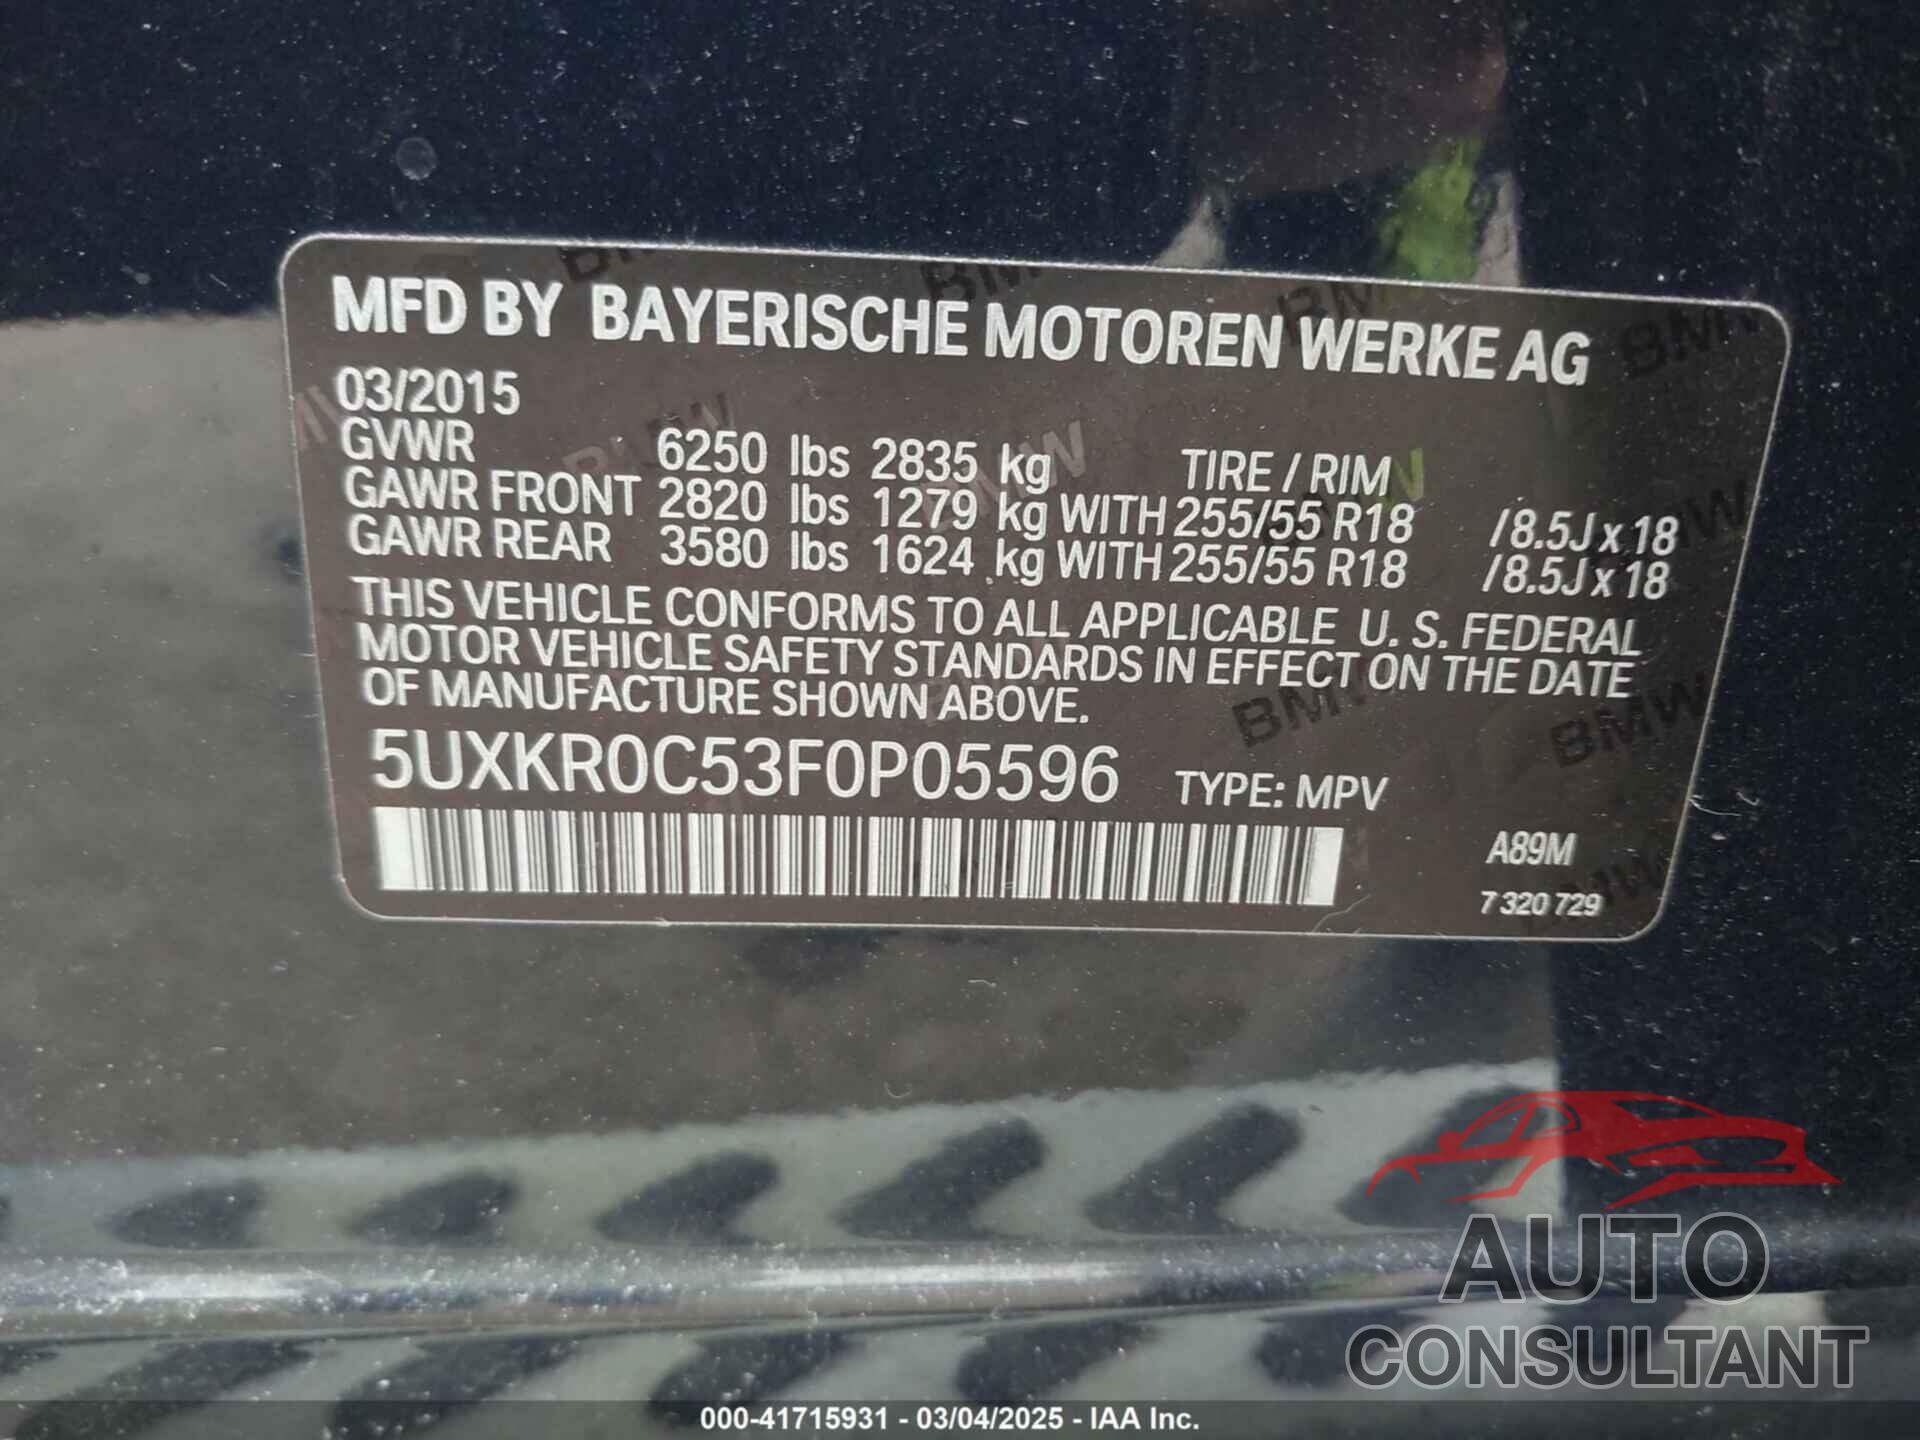 MFD BY BAYERISCHE MOTOREN WERKE AG
03/2015
GVWR 6250 lbs 2835 kg TIRE / RIM
GAWR FRONT 2820 lbs 1279 kg WITH 255/55 R18 /8.5J x 18
GAWR REAR 3580 lbs 1624 kg WITH 255/55 R18 /8.5J x 18
THIS VEHICLE CONFORMS TO ALL APPLICABLE U. S. FEDERAL
MOTOR VEHICLE SAFETY STANDARDS IN EFFECT ON THE DATE
OF MANUFACTURE SHOWN ABOVE.
5UXKR0C53F0P05596 TYPE: MPV
A89M
7 320 729
AUTO
CONSULTANT
000-41715931 - 03/04/2025 - IAA Inc.